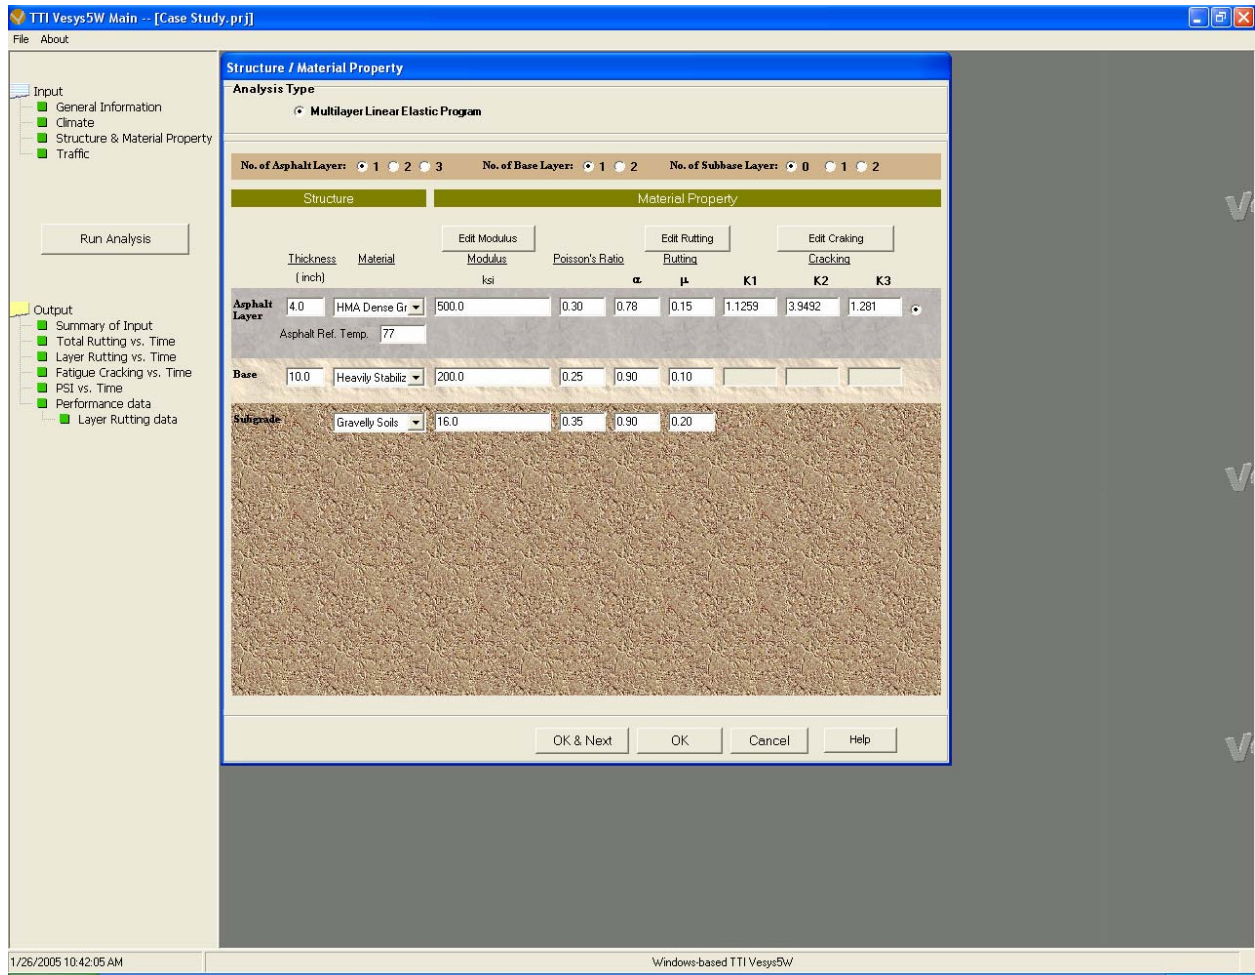 TTI Vesys5W Main -- [Case Study.prj]
File About
Input
General Information
Climate
Structure & Material Property
Traffic
Run Analysis
Output
Summary of Input
Total Rutting vs. Time
Layer Rutting vs. Time
Fatigue Cracking vs. Time
PSI vs. Time
Performance data
Layer Rutting data
Structure / Material Property
Analysis Type
Multilayer Linear Elastic Program
No. of Asphalt Layer: 1 2 3 No. of Base Layer: 1 2 No. of Subbase Layer: 0 1 2
Structure Material Property
Edit Modulus Edit Rutting Edit Craking
Thickness Material Modulus Poisson's Ratio Rutting Cracking
( inch) ksi α μ K1 K2 K3
Asphalt Layer 4.0 HMA Dense Gr 500.0 0.30 0.78 0.15 1.1259 3.9492 1.281
Asphalt Ref. Temp. 77
Base 10.0 Heavily Stabiliz 200.0 0.25 0.90 0.10
Subgrade Gravelly Soils 16.0 0.35 0.90 0.20
OK & Next OK Cancel Help
1/26/2005 10:42:05 AM Windows-based TTI Vesys5W